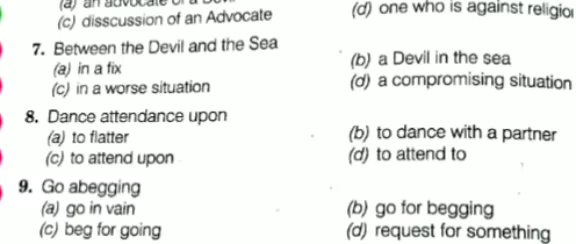 (a) an advocate of a
(c) disscussion of an Advocate (d) one who is against religio
7. Between the Devil and the Sea
(a) in a fix (b) a Devil in the sea
(c) in a worse situation (d) a compromising situation
8. Dance attendance upon
(a) to flatter (b) to dance with a partner
(c) to attend upon (d) to attend to
9. Go abegging
(a) go in vain (b) go for begging
(c) beg for going (d) request for something